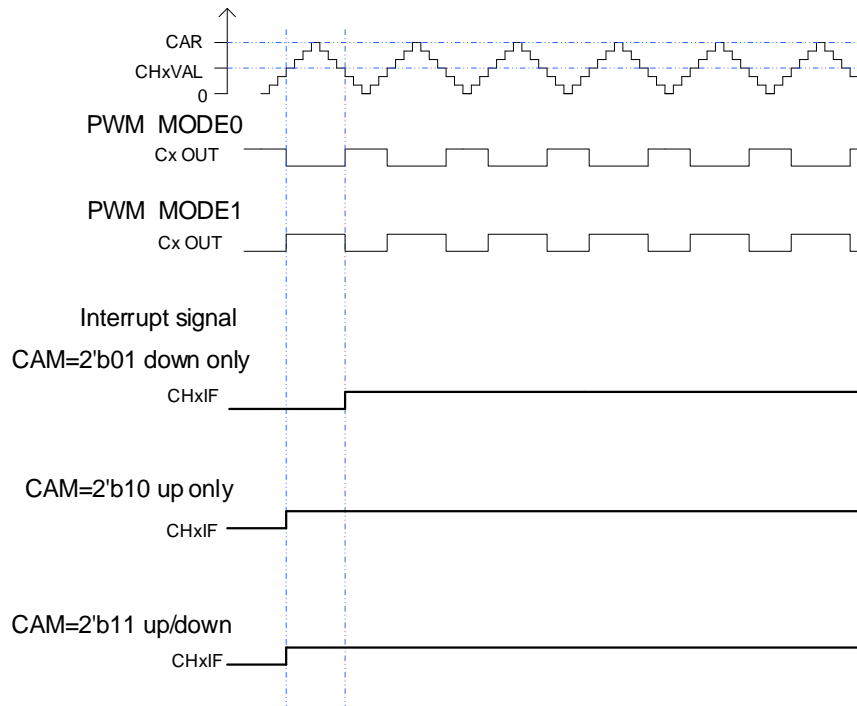 CAR
CHxVAL
0
PWM MODE0
Cx OUT
PWM MODE1
Cx OUT
Interrupt signal
CAM=2'b01 down only
CHxIF
CAM=2'b10 up only
CHxIF
CAM=2'b11 up/down
CHxIF